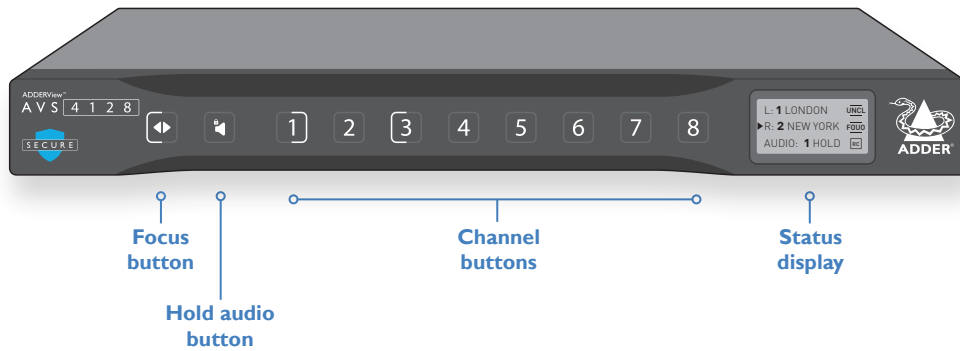 ADDERView™
AVS 4128
SECURE
1 2 3 4 5 6 7 8
L: 1 LONDON UNCL
R: 2 NEW YORK FOUO
AUDIO: 1 HOLD RC
ADDER®
Focus
button
Hold audio
button
Channel
buttons
Status
display